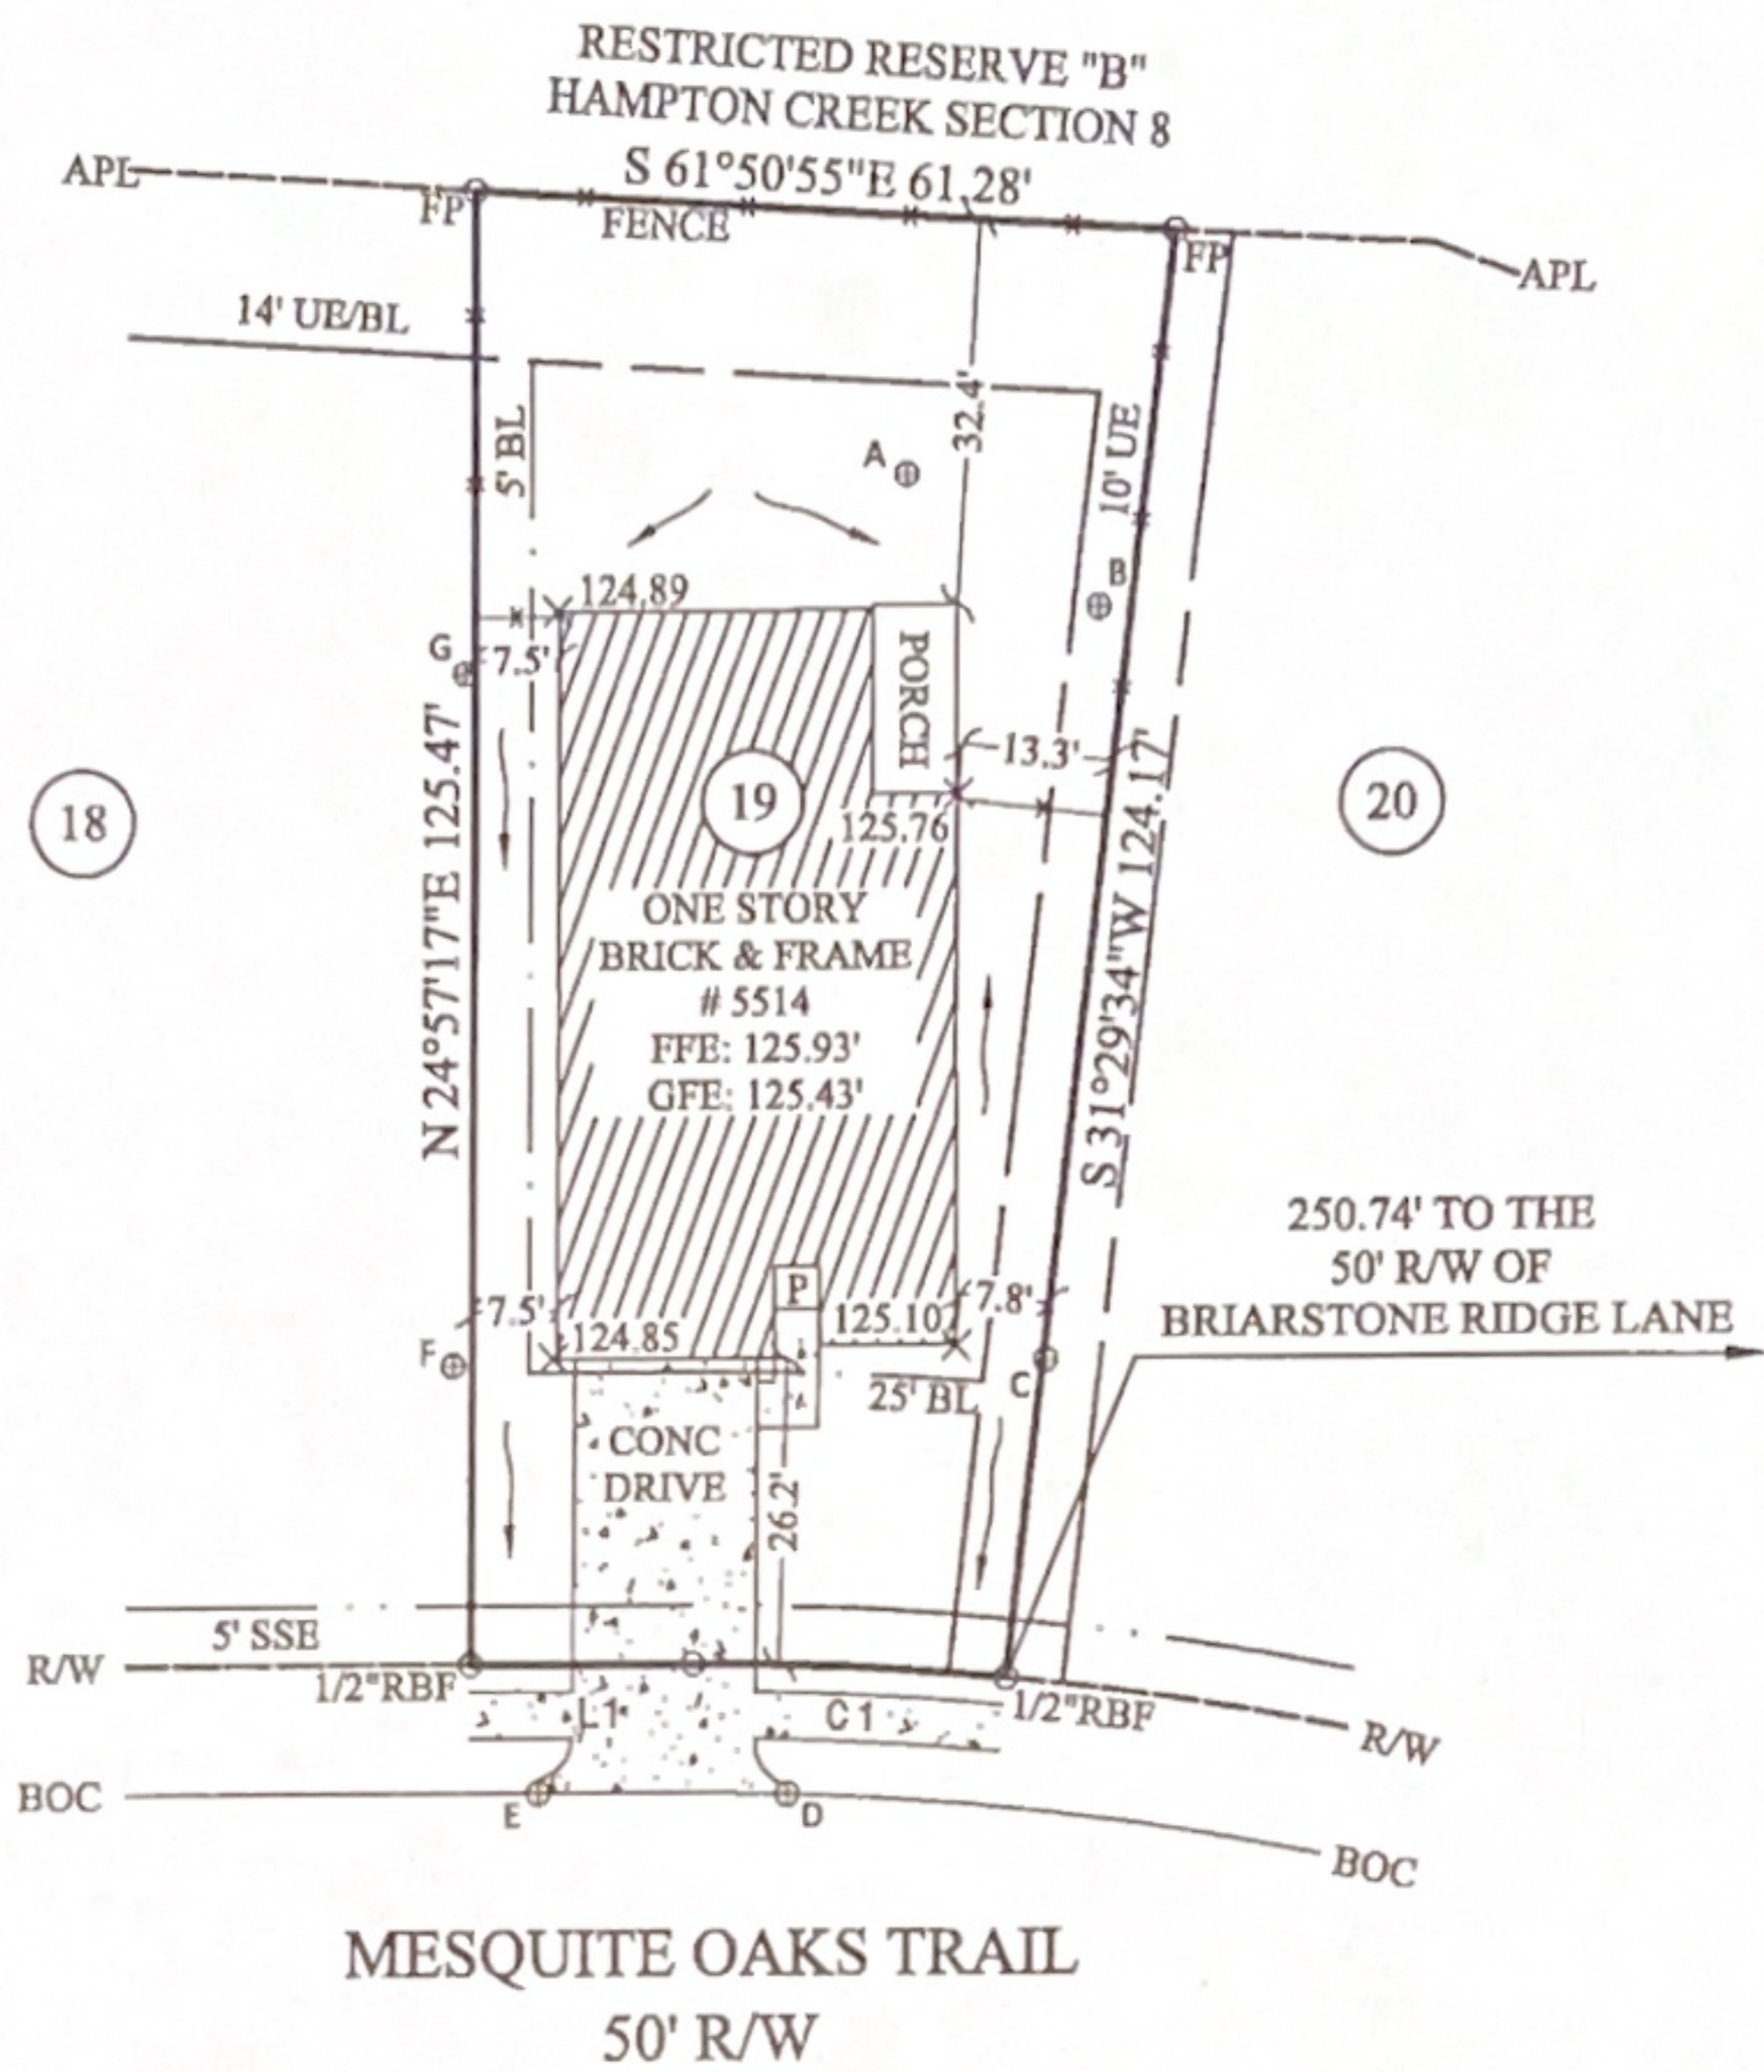 RESTRICTED RESERVE "B"
HAMPTON CREEK SECTION 8
S 61°50'55"E 61.28'
APL
FP
FENCE
FP
APL
14' UE/BL
5' BL
32.4'
10' UE
A
B
124.89
G
7.5'
PORCH
13.3'
N 24°57'17"E 125.47'
S 31°29'34"W 124.17'
18
19
20
125.76
ONE STORY
BRICK & FRAME
# 5514
FFE: 125.93'
GFE: 125.43'
250.74' TO THE
50' R/W OF
BRIARSTONE RIDGE LANE
P
7.5'
125.10
7.8'
124.85
F
C
25' BL
CONC
DRIVE
26.2'
5' SSE
R/W
1/2"RBF
L1
C1
1/2"RBF
R/W
BOC
E
D
BOC
MESQUITE OAKS TRAIL
50' R/W